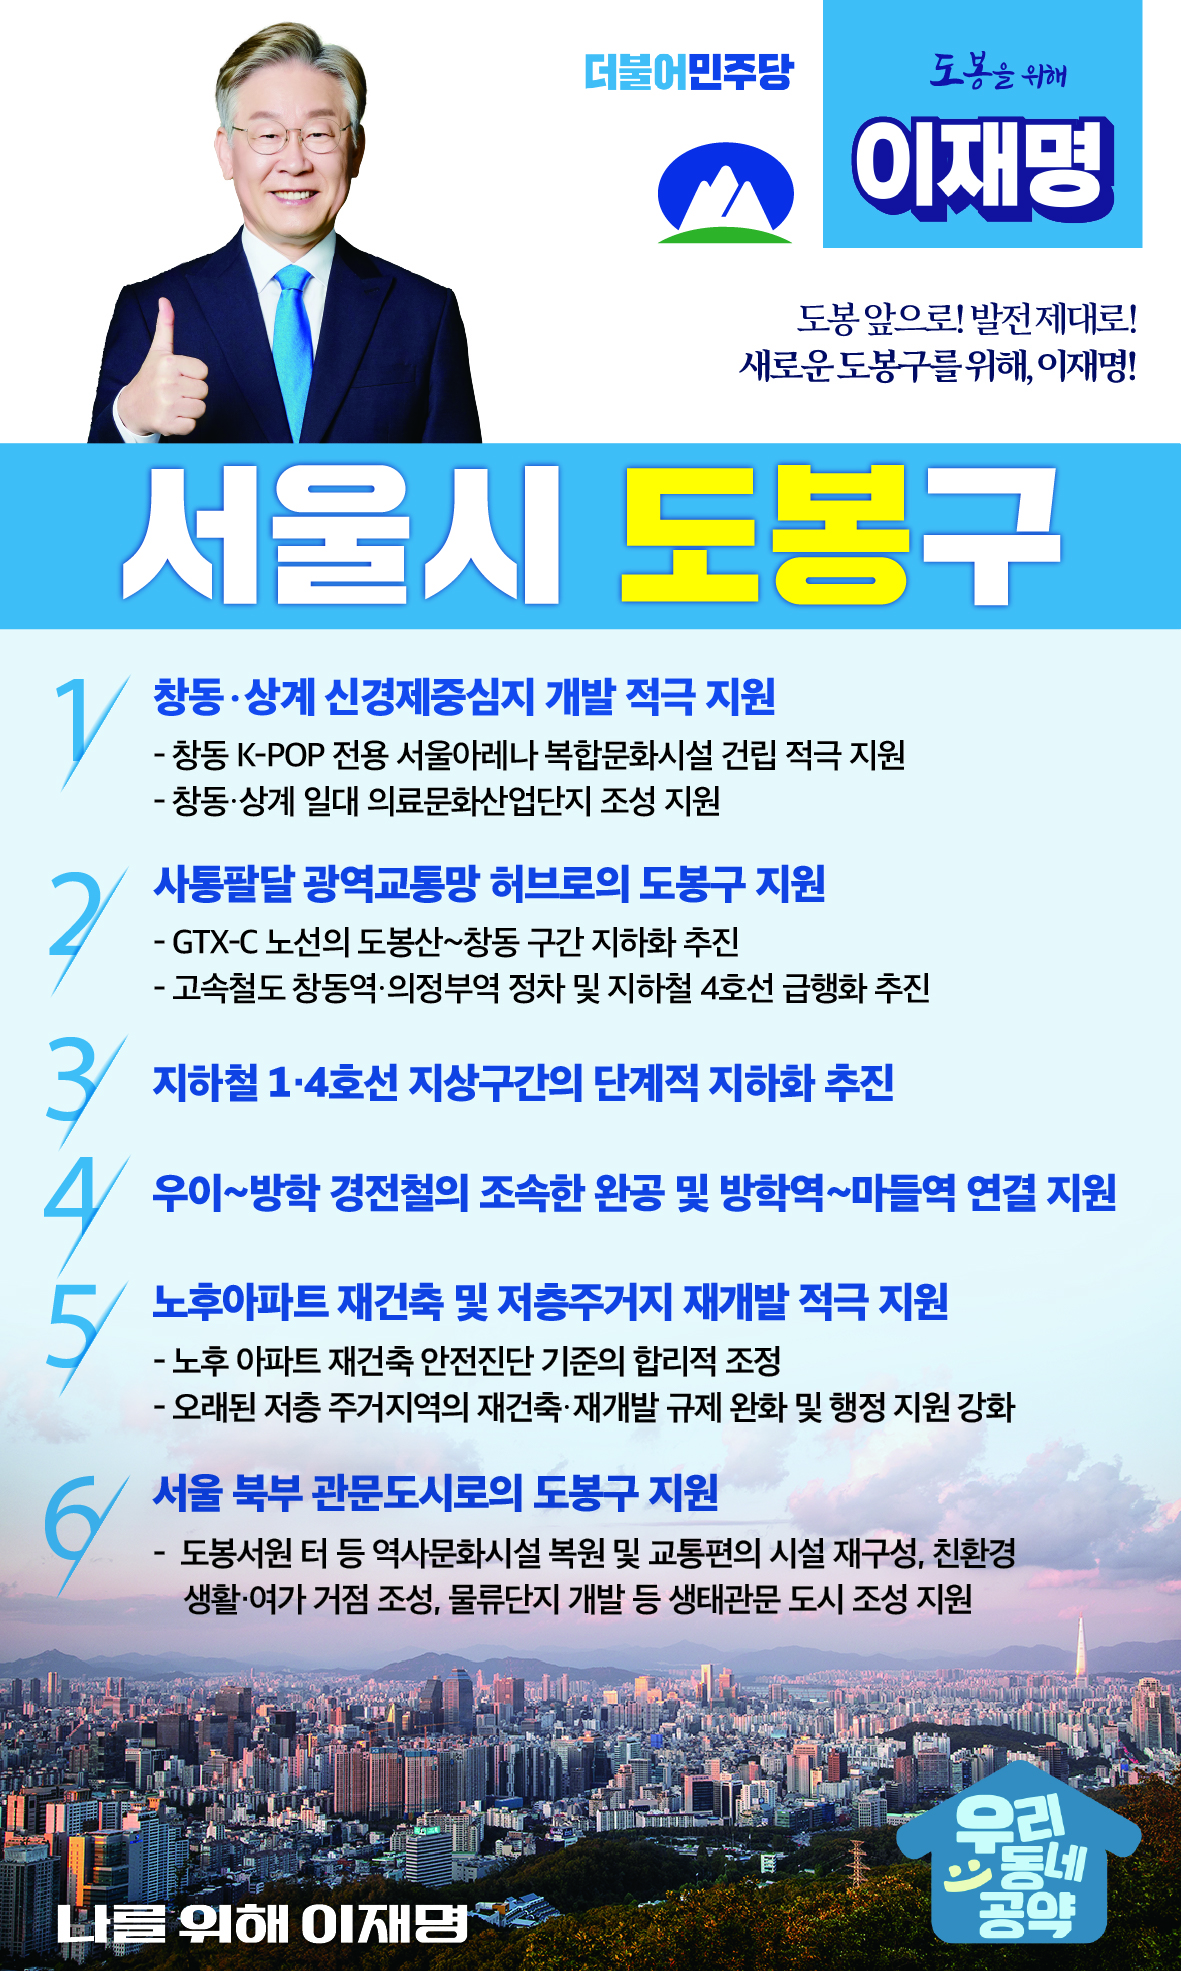 더불어민주당
도봉을 위해
이재명
도봉 앞으로! 발전 제대로!
새로운 도봉구를 위해, 이재명!
서울시 도봉구
1
창동·상계 신경제중심지 개발 적극 지원
- 창동 K-POP 전용 서울아레나 복합문화시설 건립 적극 지원
- 창동·상계 일대 의료문화산업단지 조성 지원
2
사통팔달 광역교통망 허브로의 도봉구 지원
- GTX-C 노선의 도봉산~창동 구간 지하화 추진
- 고속철도 창동역·의정부역 정차 및 지하철 4호선 급행화 추진
3
지하철 1·4호선 지상구간의 단계적 지하화 추진
4
우이~방학 경전철의 조속한 완공 및 방학역~마들역 연결 지원
5
노후아파트 재건축 및 저층주거지 재개발 적극 지원
- 노후 아파트 재건축 안전진단 기준의 합리적 조정
- 오래된 저층 주거지역의 재건축·재개발 규제 완화 및 행정 지원 강화
6
서울 북부 관문도시로의 도봉구 지원
- 도봉서원 터 등 역사문화시설 복원 및 교통편의 시설 재구성, 친환경
생활·여가 거점 조성, 물류단지 개발 등 생태관문 도시 조성 지원
우리
동네
공약
나를 위해 이재명